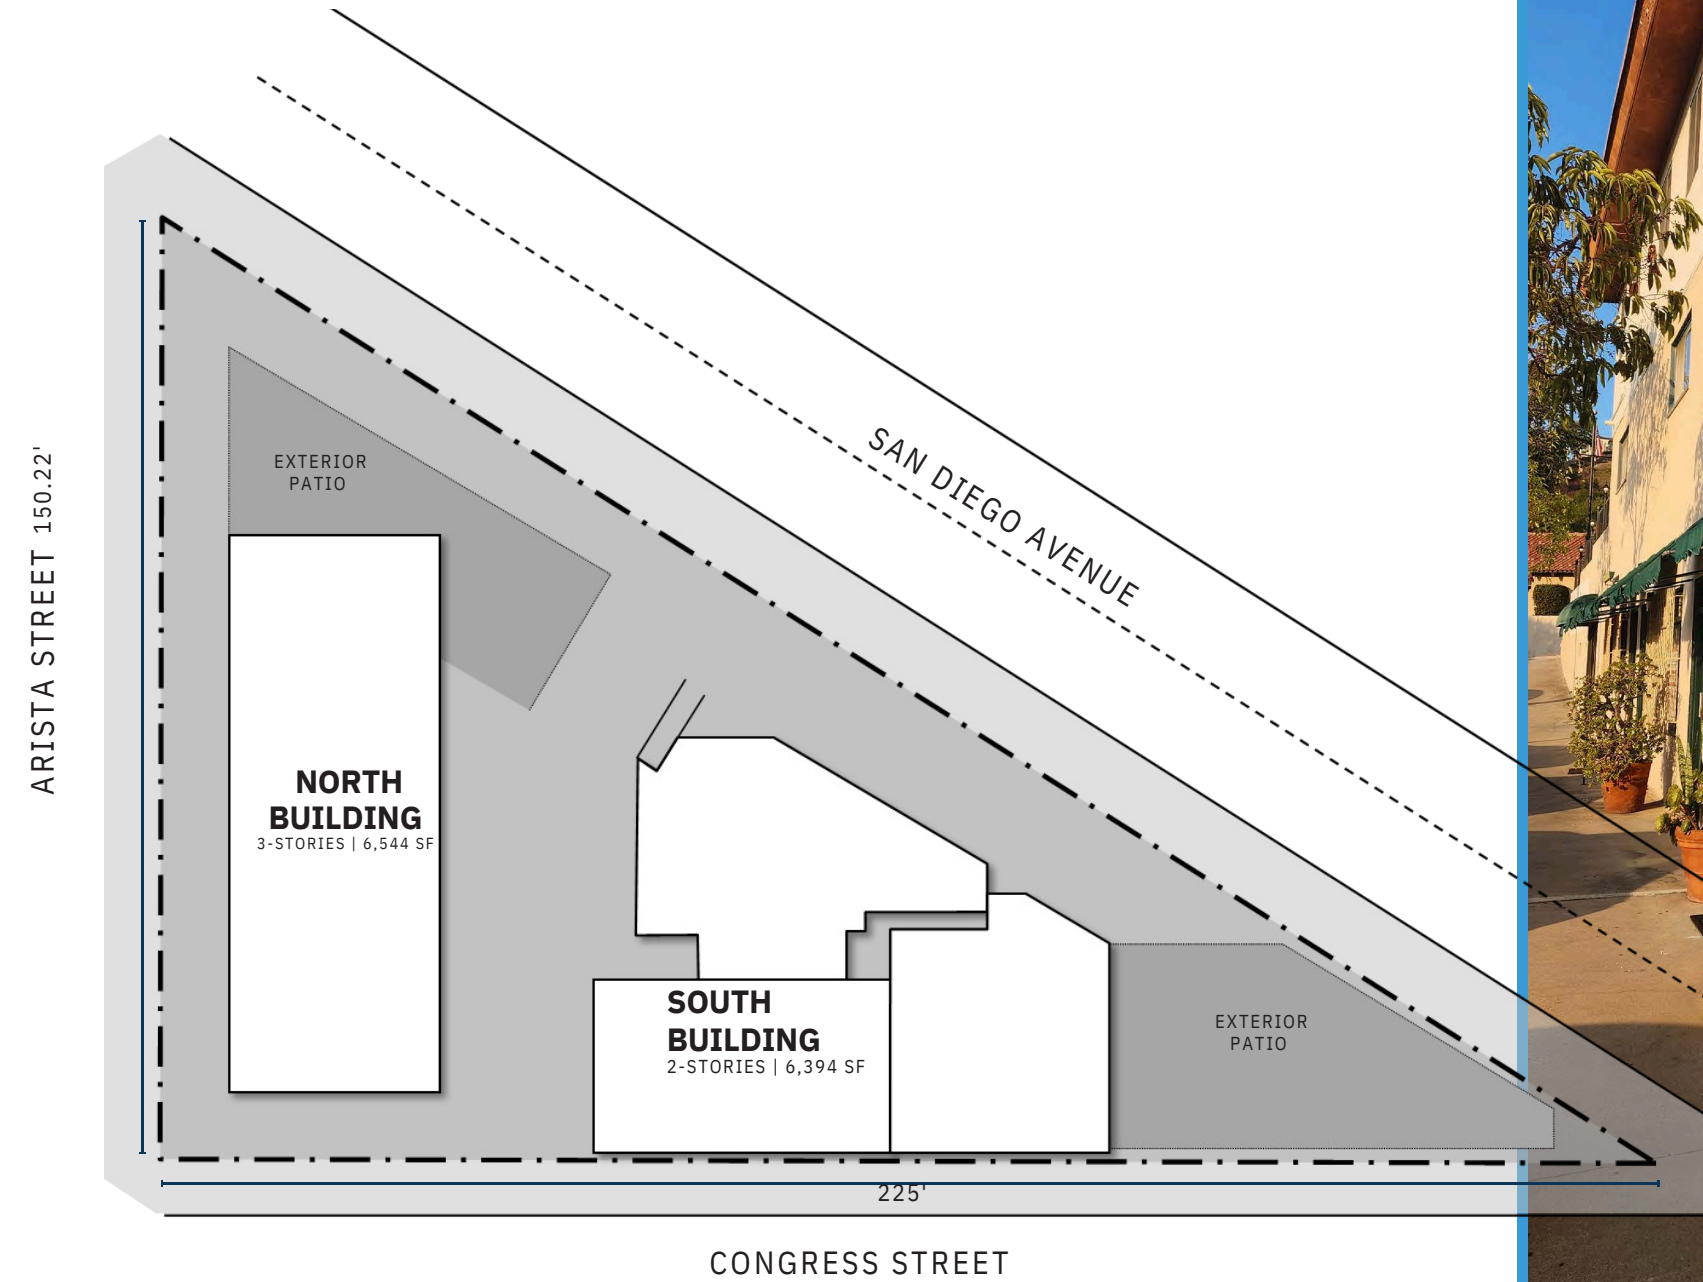 SAN DIEGO AVENUE
EXTERIOR
PATIO
ARISTA STREET 150.22'
NORTH
BUILDING
3-STORIES | 6,544 SF
SOUTH
BUILDING
2-STORIES | 6,394 SF
EXTERIOR
PATIO
225'
CONGRESS STREET